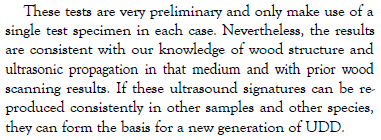 These tests are very preliminary and only make use of a
single test specimen in each case. Nevertheless, the results
are consistent with our knowledge of wood structure and
ultrasonic propagation in that medium and with prior wood
scanning results. If these ultrasound signatures can be re-
produced consistently in other samples and other species,
they can form the basis for a new generation of UDD.